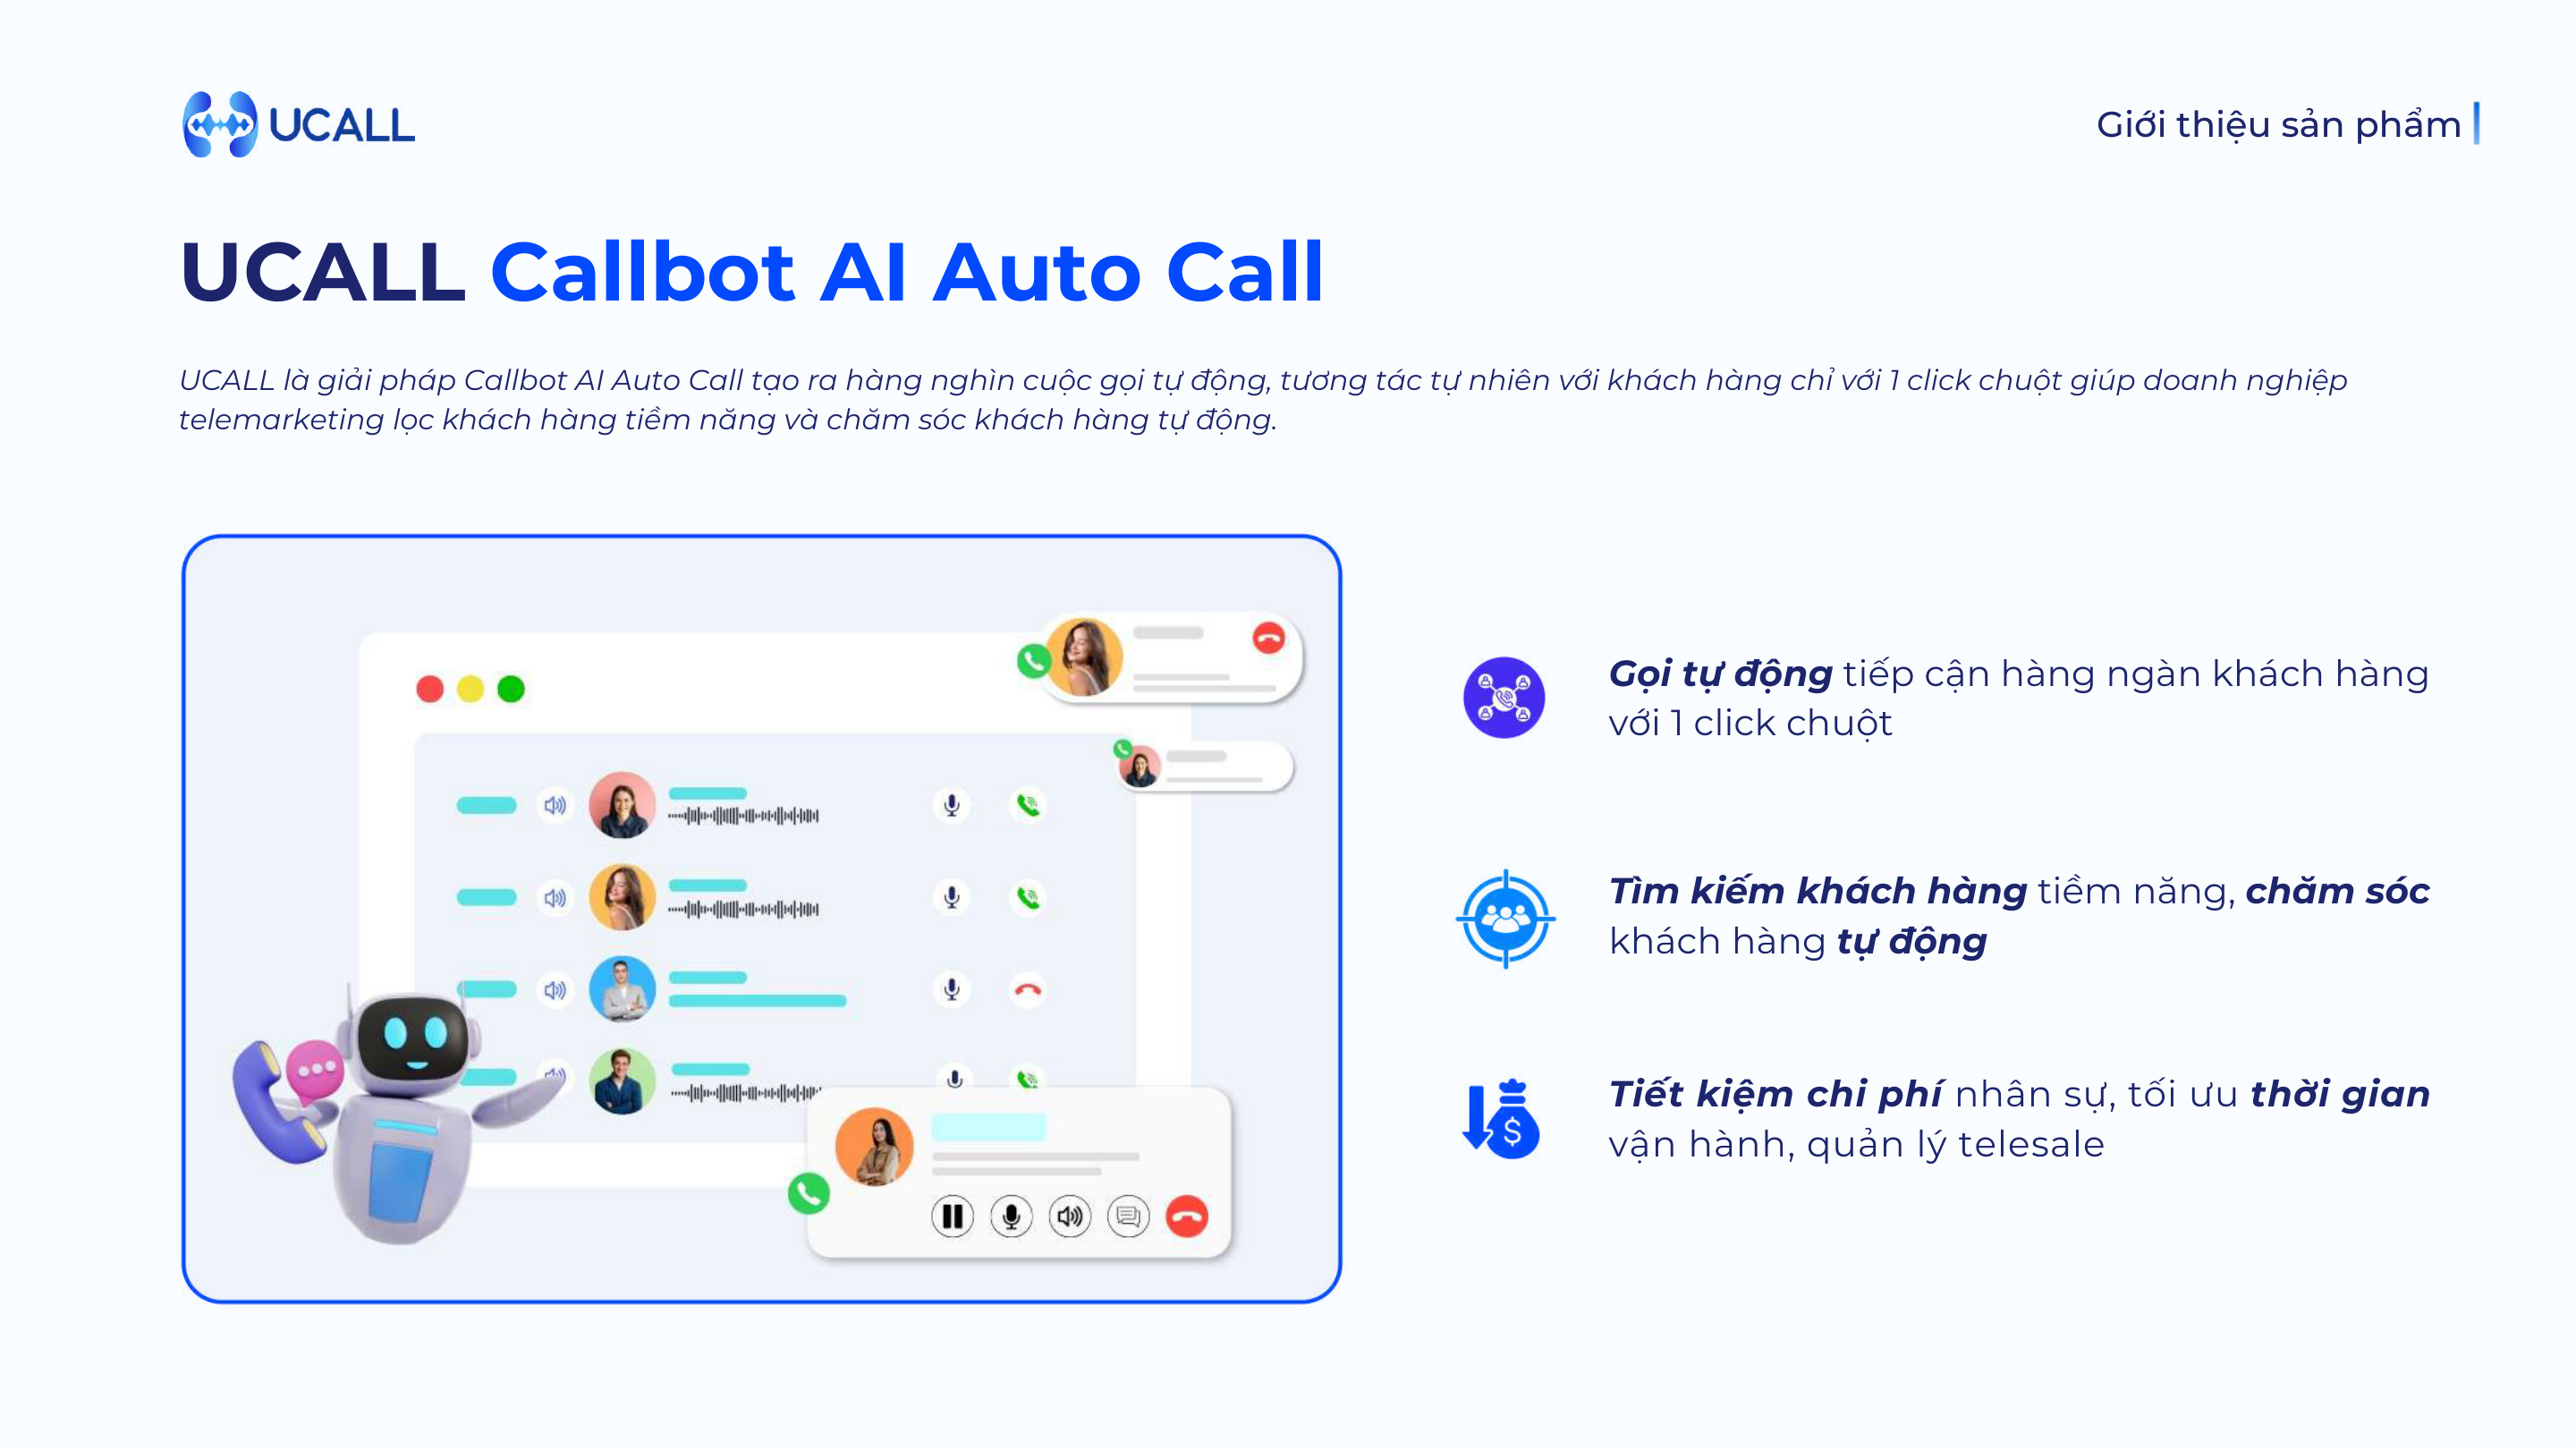 UCALL
Giới thiệu sản phẩm
UCALL Callbot AI Auto Call
UCALL là giải pháp Callbot AI Auto Call tạo ra hàng nghìn cuộc gọi tự động, tương tác tự nhiên với khách hàng chỉ với 1 click chuột giúp doanh nghiệp
telemarketing lọc khách hàng tiềm năng và chăm sóc khách hàng tự động.
Gọi tự động tiếp cận hàng ngàn khách hàng
với 1 click chuột
Tìm kiếm khách hàng tiềm năng, chăm sóc
khách hàng tự động
Tiết kiệm chi phí nhân sự, tối ưu thời gian
vận hành, quản lý telesale